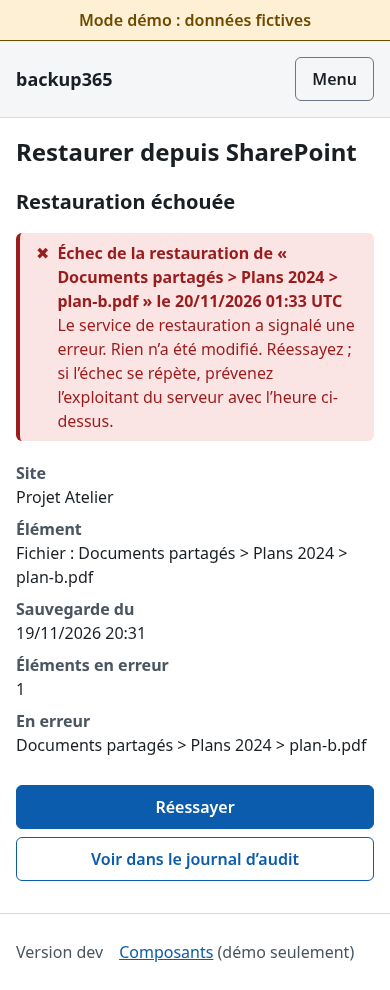 Mode démo : données fictives
backup365
Menu
Restaurer depuis SharePoint
Restauration échouée
✖ Échec de la restauration de «
Documents partagés > Plans 2024 >
plan-b.pdf » le 20/11/2026 01:33 UTC
Le service de restauration a signalé une
erreur. Rien n’a été modifié. Réessayez ;
si l’échec se répète, prévenez
l’exploitant du serveur avec l’heure ci-
dessus.
Site
Projet Atelier
Élément
Fichier : Documents partagés > Plans 2024 >
plan-b.pdf
Sauvegarde du
19/11/2026 20:31
Éléments en erreur
1
En erreur
Documents partagés > Plans 2024 > plan-b.pdf
Réessayer
Voir dans le journal d’audit
Version dev Composants (démo seulement)